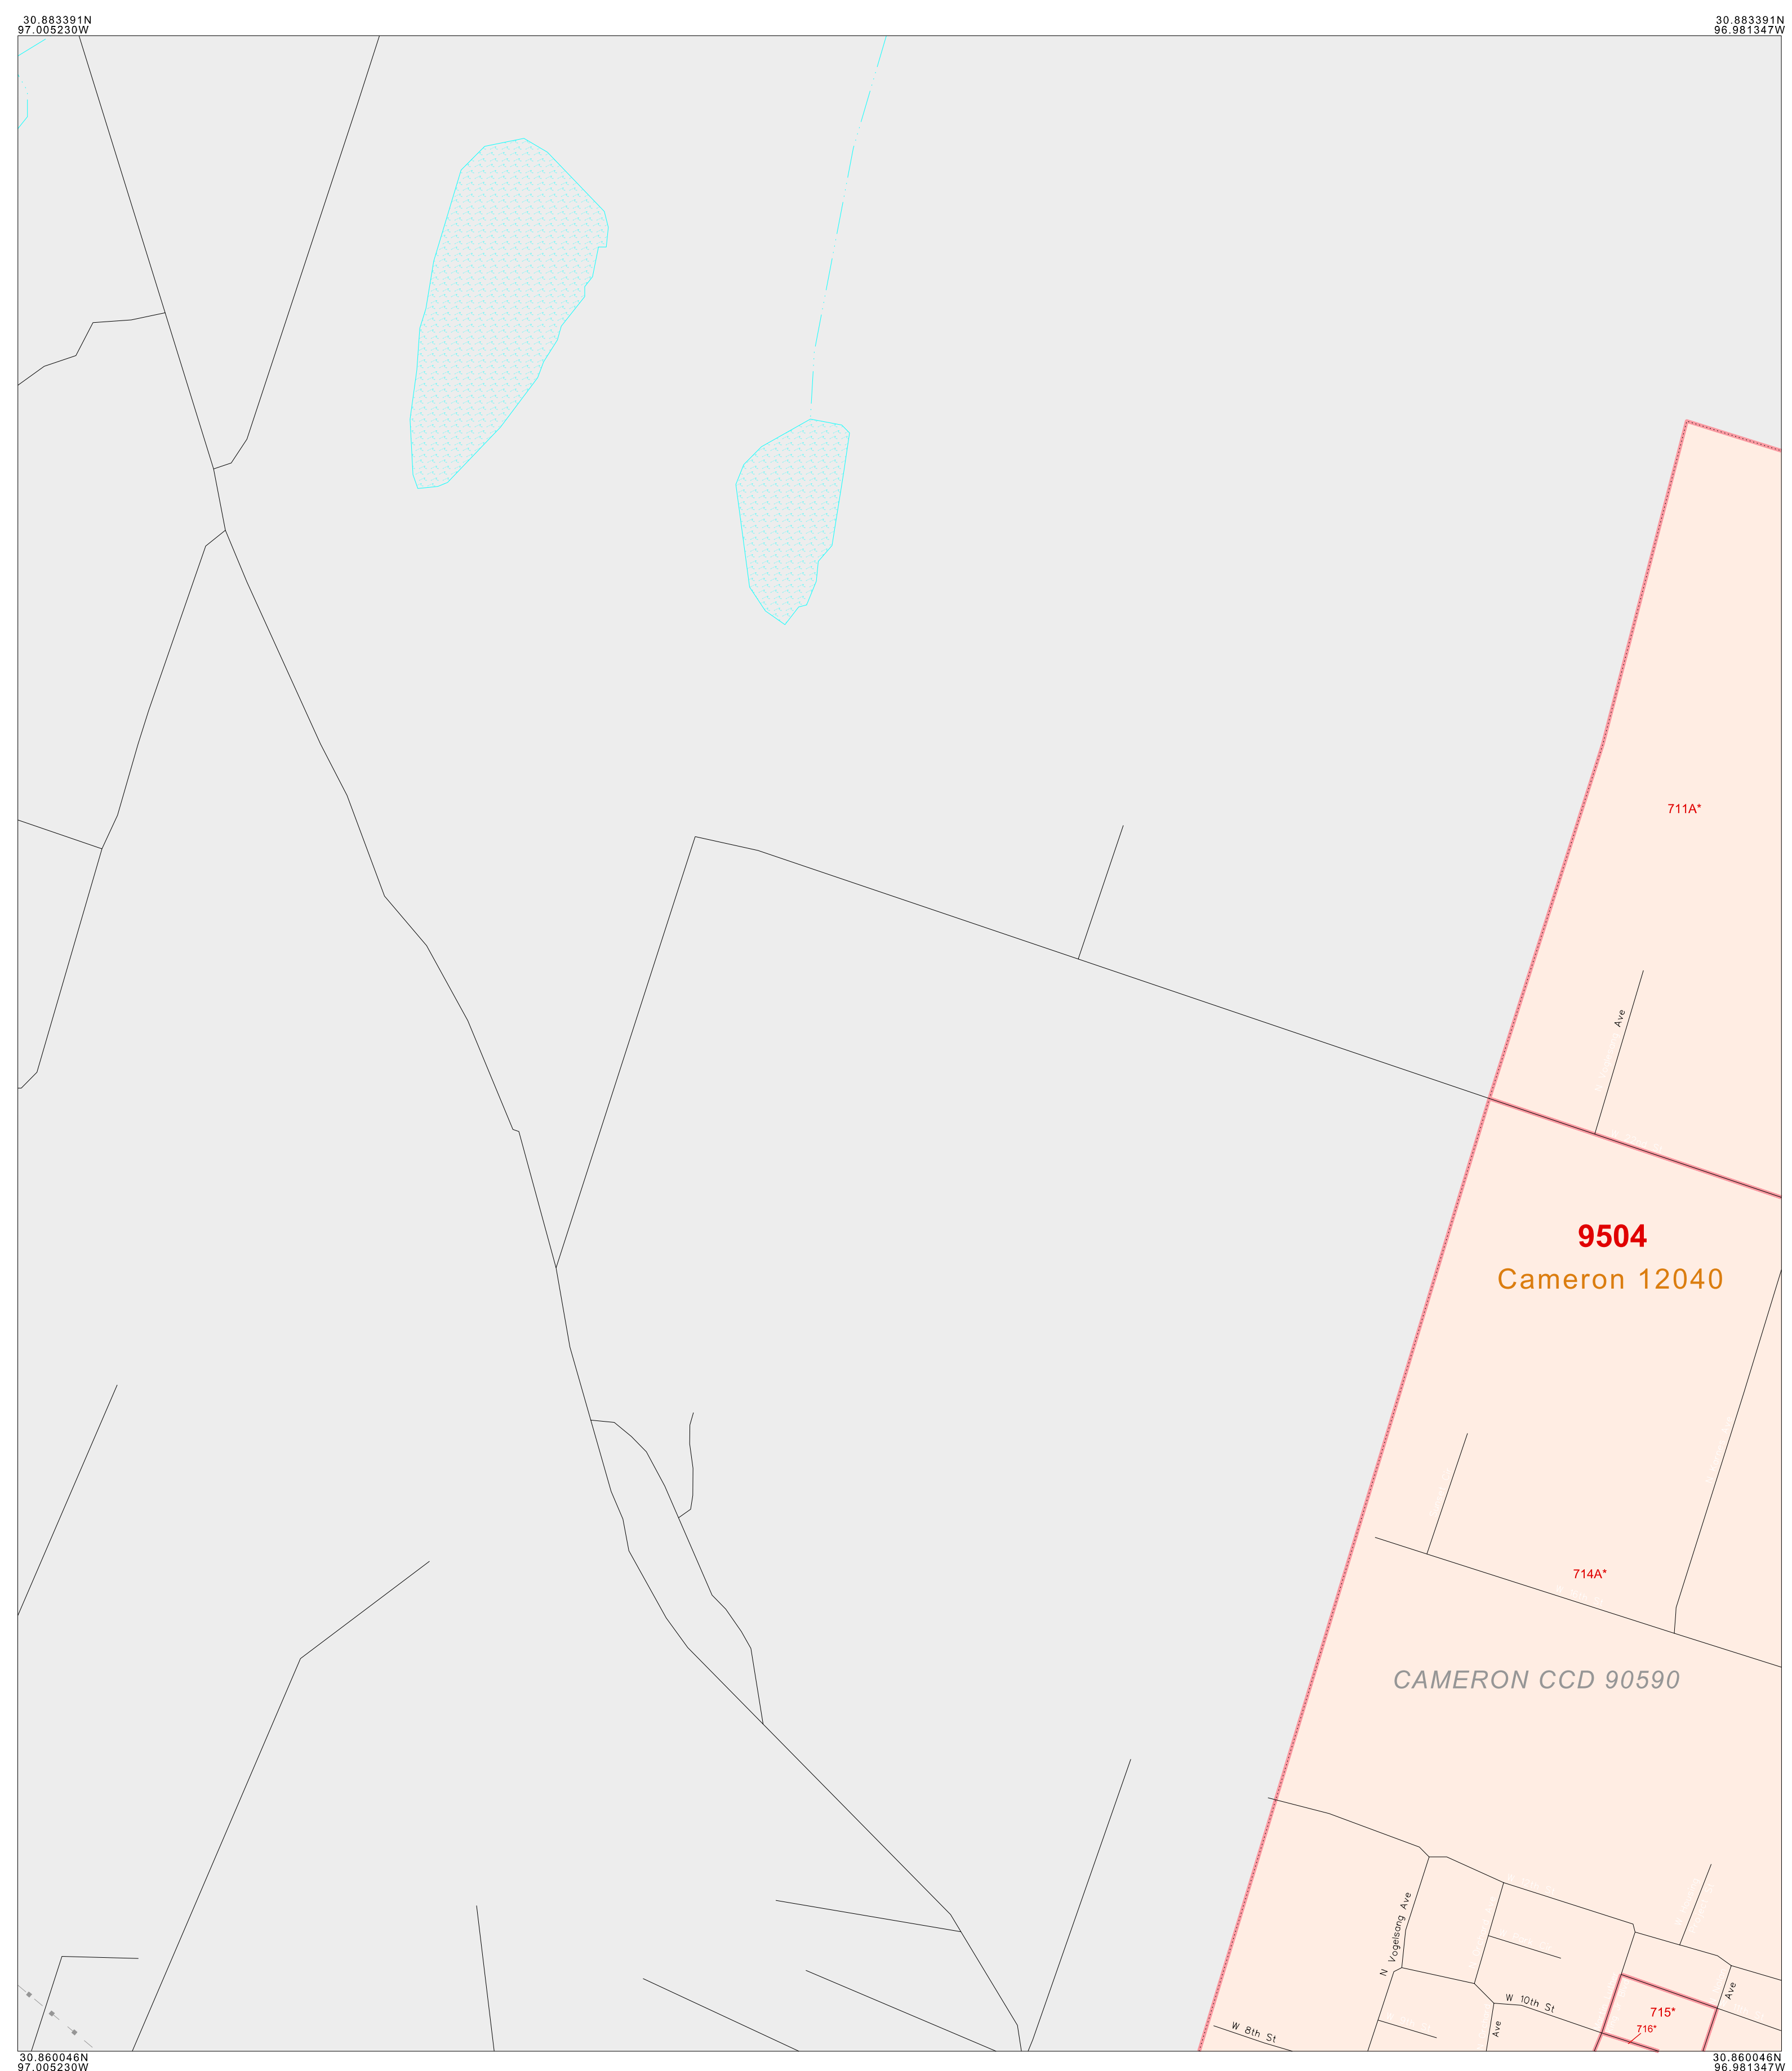 30.883391N
97.005230W
30.883391N
96.981347W
711A*
Ave
9504
Cameron 12040
714A*
CAMERON CCD 90590
N Vogelsang Ave
Ave
W 10th St
715*
716*
Ave
W 8th St
30.860046N
97.005230W
30.860046N
96.981347W